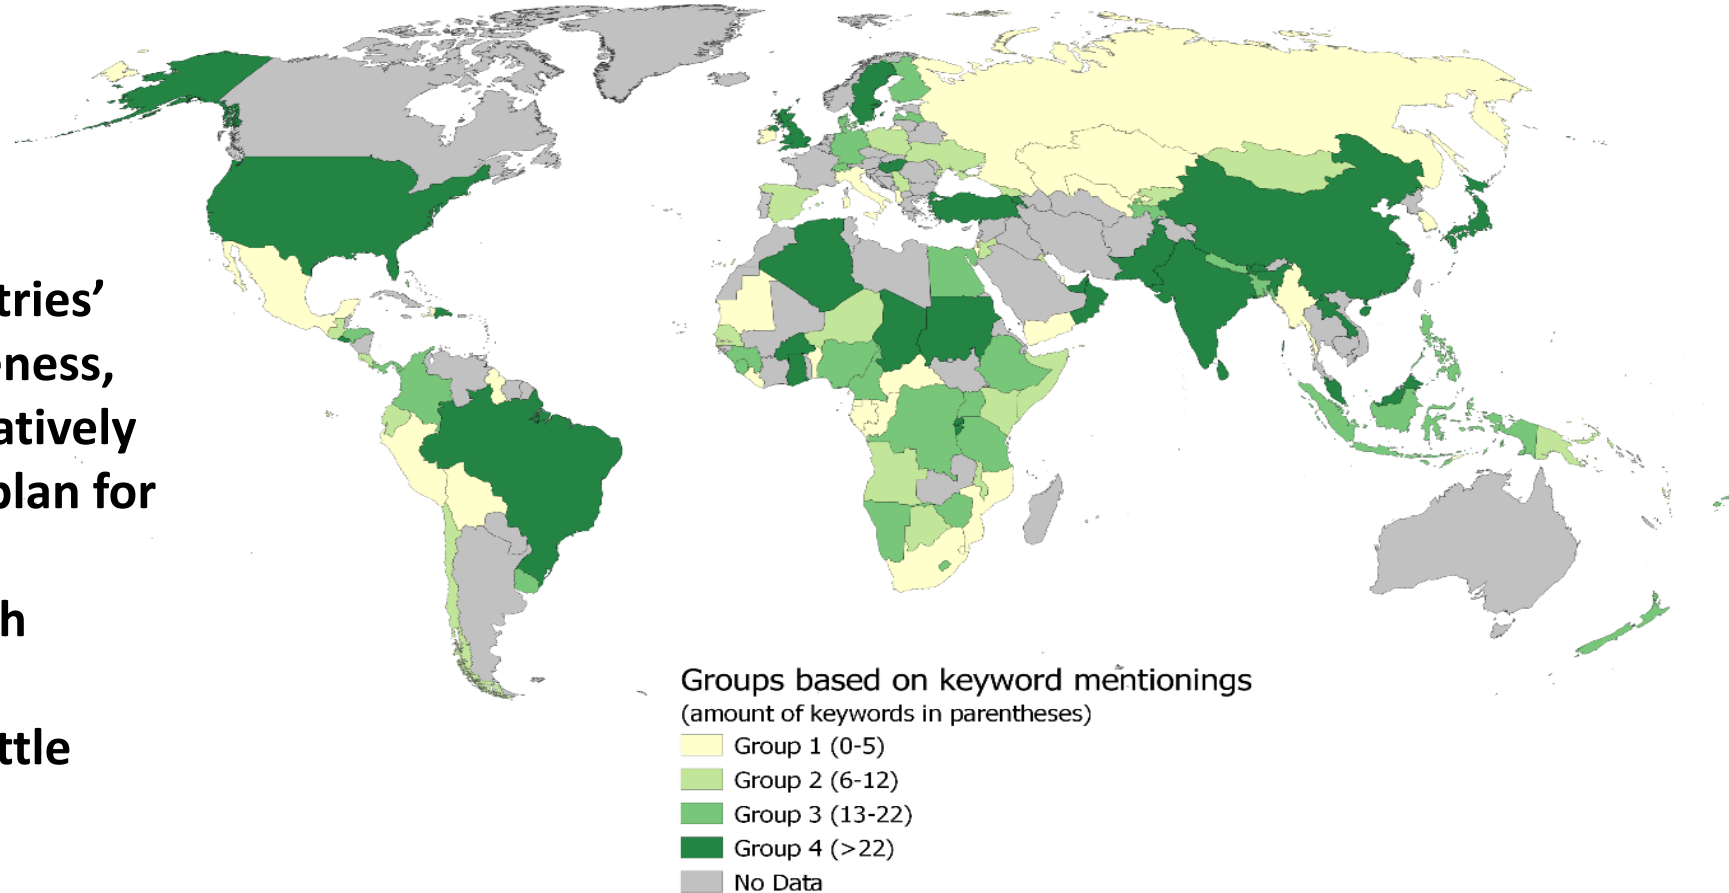 tries’
eness,
atively
plan for
h
ttle
Groups based on keyword mentionings
(amount of keywords in parentheses)
Group 1 (0-5)
Group 2 (6-12)
Group 3 (13-22)
Group 4 (>22)
No Data